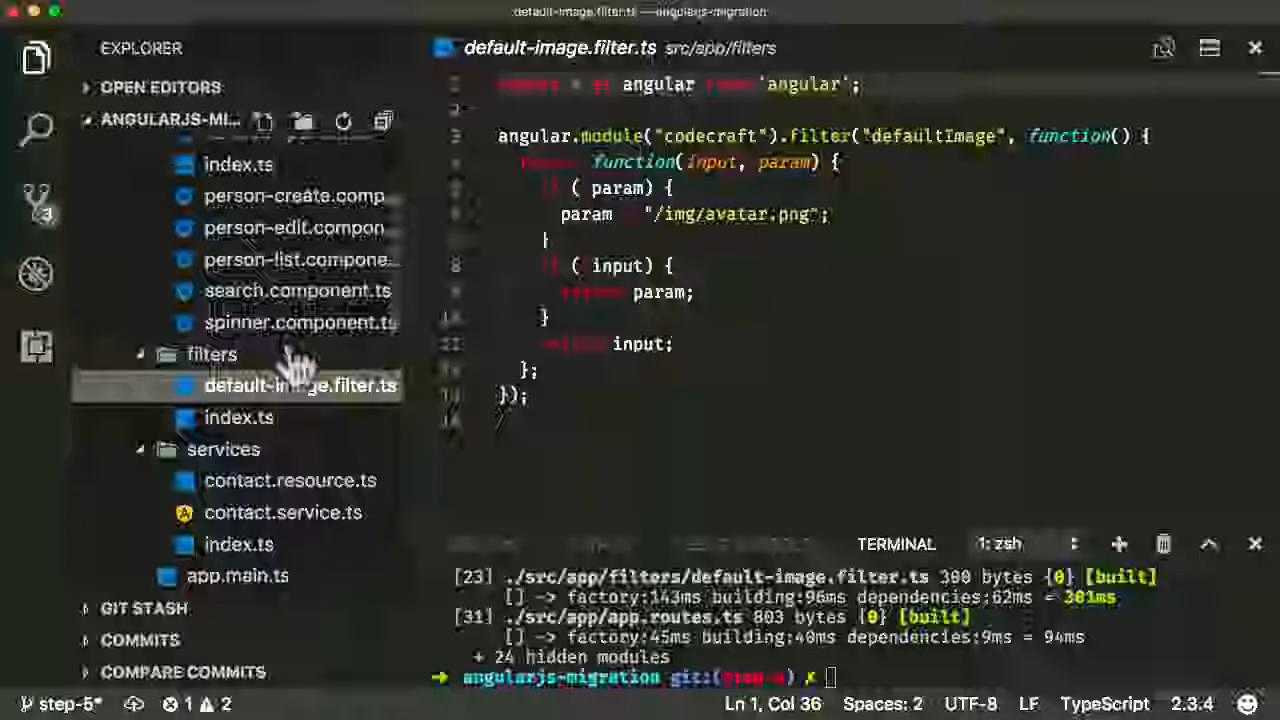 default-image.filter.ts — angularjs-migration
EXPLORER
OPEN EDITORS
ANGULARJS-MI...
index.ts
person-create.comp
person-edit.compon
person-list.compone...
search.component.ts
spinner.component.ts
filters
default-image.filter.ts
index.ts
services
contact.resource.ts
contact.service.ts
index.ts
app.main.ts
GIT STASH
COMMITS
COMPARE COMMITS
3
default-image.filter.ts src/app/filters
angular 'angular';
angular.module("codecraft").filter("defaultImage", function() {
function(input, param) {
( param) {
param "/img/avatar.png";
}
8 ( input) {
return param;
}
input;
};
});
TERMINAL 1: zsh
[23] ./src/app/filters/default-image.filter.ts 300 bytes {0} [built]
[] -> factory:143ms building:96ms dependencies:62ms = 301ms
[31] ./src/app/app.routes.ts 803 bytes {0} [built]
[] -> factory:45ms building:40ms dependencies:9ms = 94ms
+ 24 hidden modules
→ angularjs-migration git:( ) ✗
step-5* 1 2 Ln 1, Col 36 Spaces: 2 UTF-8 LF TypeScript 2.3.4